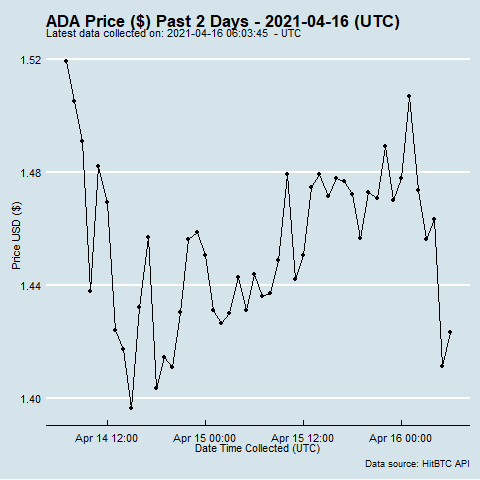 ADA Price ($) Past 2 Days - 2021-04-16 (UTC)
Latest data collected on: 2021-04-16 06:03:45 - UTC
1.52
1.48
1.44
1.40
Price USD ($)
Apr 14 12:00
Apr 15 00:00
Apr 15 12:00
Apr 16 00:00
Date Time Collected (UTC)
Data source: HitBTC API